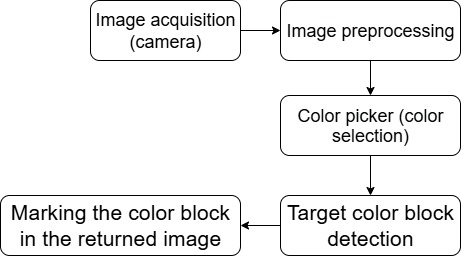 Image acquisition
(camera)
Image preprocessing
Color picker (color
selection)
Target color block
detection
Marking the color block
in the returned image